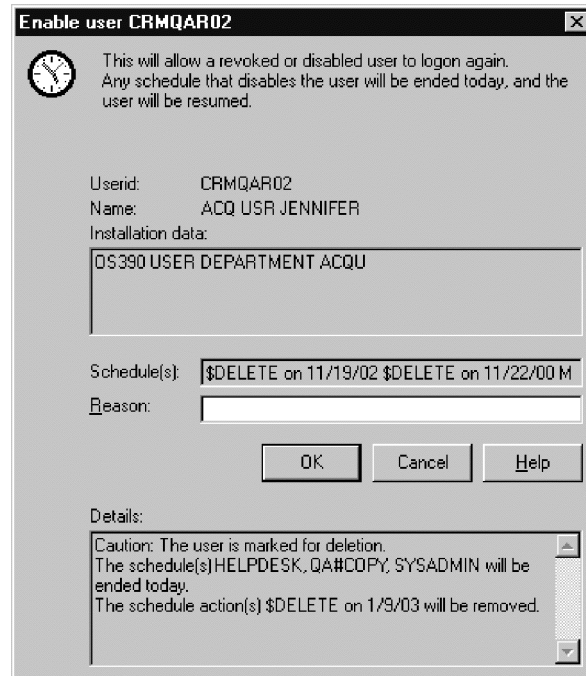 Enable user CRMQAR02
This will allow a revoked or disabled user to logon again.
Any schedule that disables the user will be ended today, and the
user will be resumed.
Userid: CRMQAR02
Name: ACQ USR JENNIFER
Installation data:
OS390 USER DEPARTMENT ACQU
Schedule(s): $DELETE on 11/19/02 $DELETE on 11/22/00 M
Reason:
OK Cancel Help
Details:
Caution: The user is marked for deletion.
The schedule(s) HELPDESK, QA#COPY, SYSADMIN will be
ended today.
The schedule action(s) $DELETE on 1/9/03 will be removed.